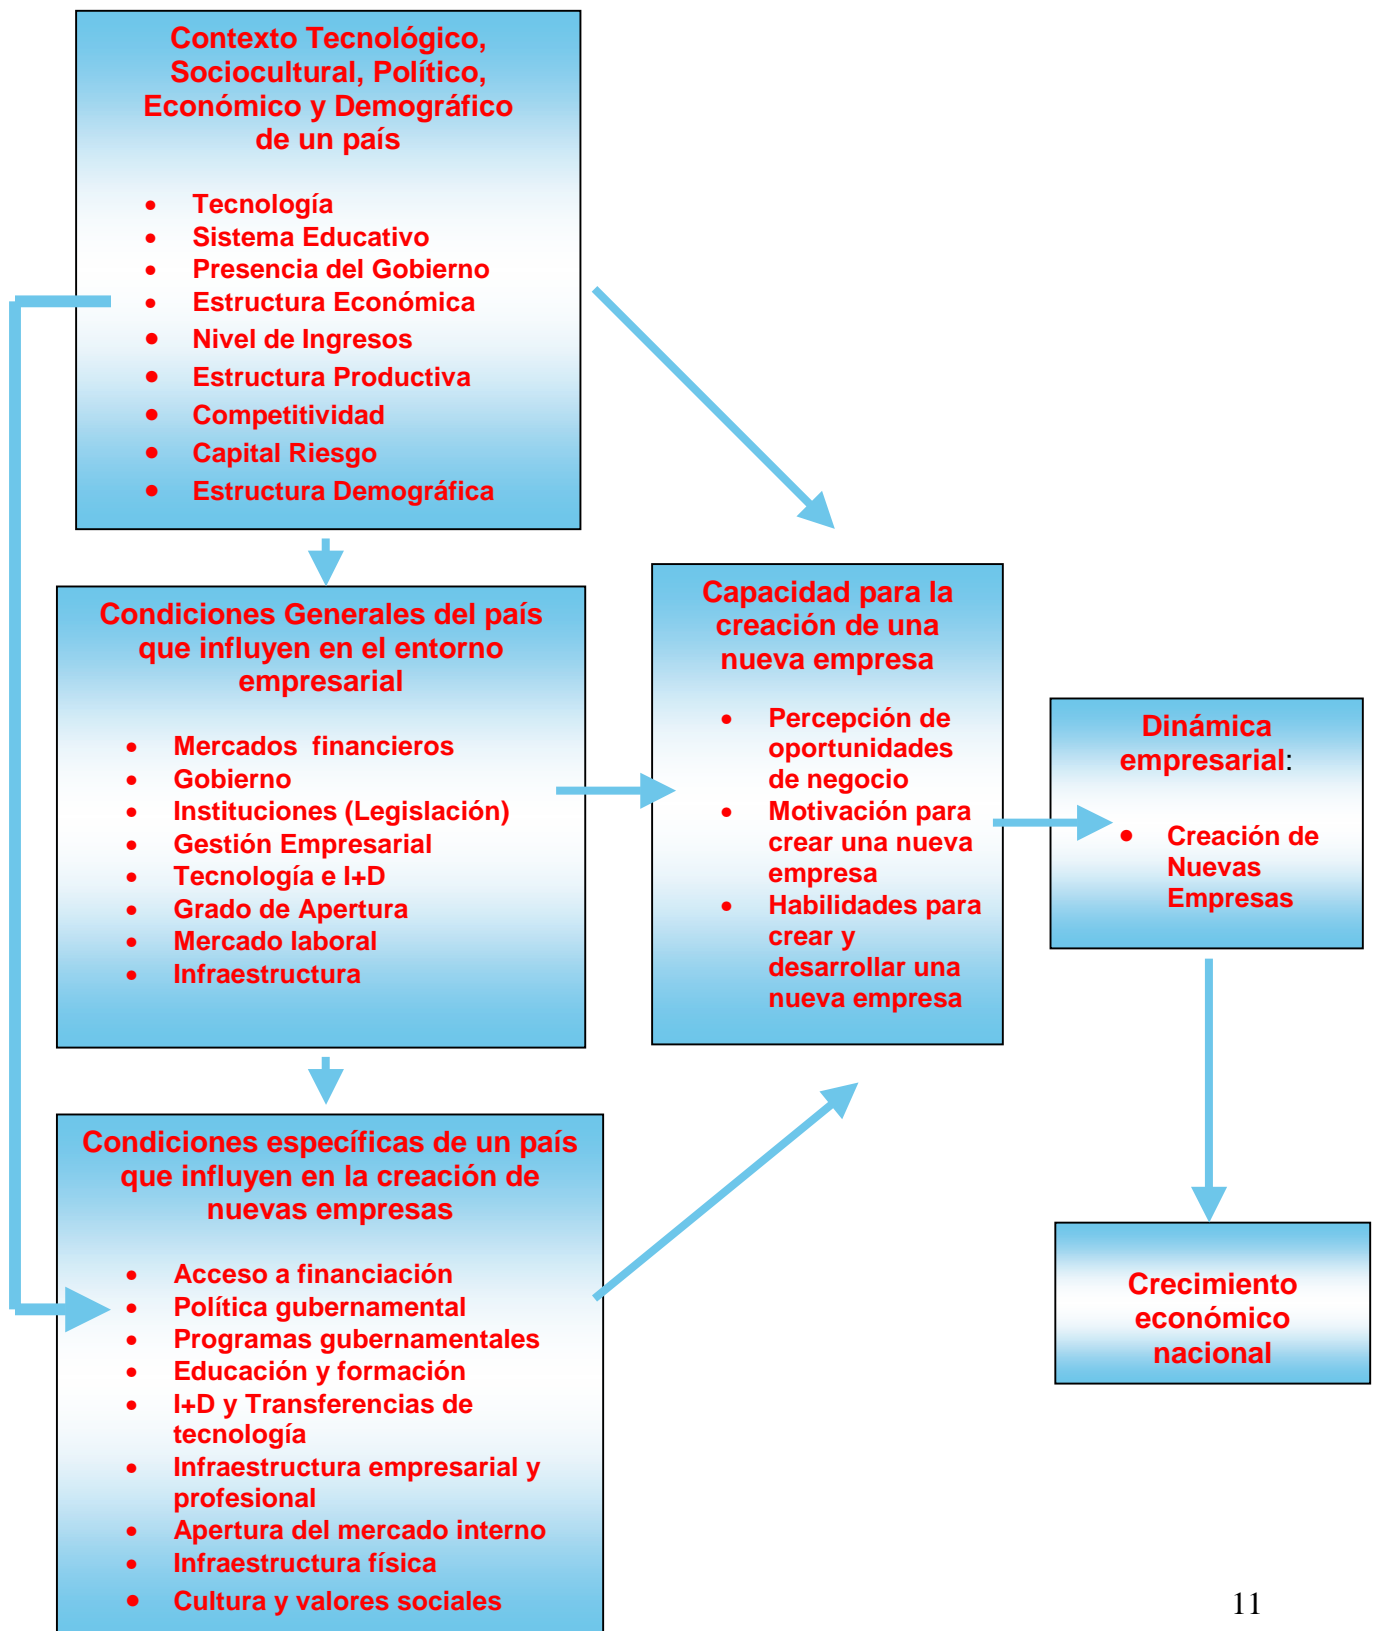 Contexto Tecnológico,
Sociocultural, Político,
Económico y Demográfico
de un país
• Tecnología
• Sistema Educativo
• Presencia del Gobierno
• Estructura Económica
• Nivel de Ingresos
• Estructura Productiva
• Competitividad
• Capital Riesgo
• Estructura Demográfica
Condiciones Generales del país
que influyen en el entorno
empresarial
• Mercados  financieros
• Gobierno
• Instituciones (Legislación)
• Gestión Empresarial
• Tecnología e I+D
• Grado de Apertura
• Mercado laboral
• Infraestructura
Condiciones específicas de un país
que influyen en la creación de
nuevas empresas
• Acceso a financiación
• Política gubernamental
• Programas gubernamentales
• Educación y formación
• I+D y Transferencias de
tecnología
• Infraestructura empresarial y
profesional
• Apertura del mercado interno
• Infraestructura física
• Cultura y valores sociales
Capacidad para la
creación de una
nueva empresa
• Percepción de
oportunidades
de negocio
• Motivación para
crear una nueva
empresa
• Habilidades para
crear y
desarrollar una
nueva empresa
Dinámica
empresarial:
• Creación de
Nuevas
Empresas
Crecimiento
económico
nacional
11